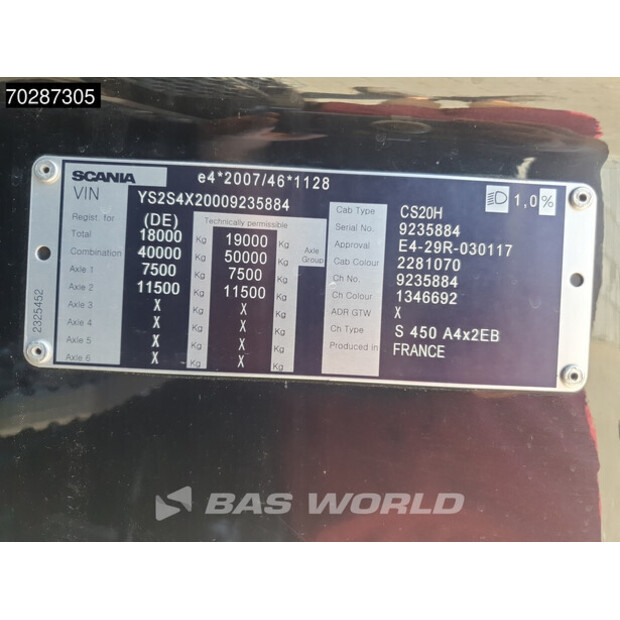 70287305
SCANIA e4*2007/46*1128
VIN YS2S4X20009235884
1,0%
Regist. for (DE) Technically permissible
Total 18000 Kg 19000 Kg Axle Group
Combination 40000 Kg 50000 Kg
Axle 1 7500 Kg 7500 Kg
Axle 2 11500 Kg 11500 Kg
Axle 3 X Kg X Kg
Axle 4 X Kg X Kg
Axle 5 X Kg X Kg
Axle 6 X Kg X Kg
Cab Type CS20H
Serial No. 9235884
Approval E4-29R-030117
Cab Colour 2281070
Ch No. 9235884
Ch Colour 1346692
ADR GTW X
Ch Type S 450 A4x2EB
Produced in FRANCE
2325452
BAS WORLD